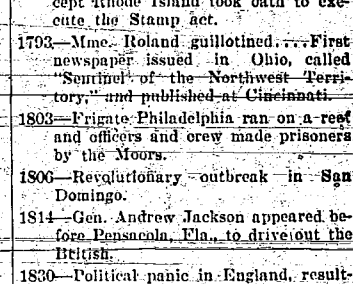 cept Rhode Island took oath to exe-
cute the Stamp act.
1793—Mme. Roland guillotined....First
newspaper issued in Ohio, called
"Sentinel of the Northwest Terri-
tory," and published at Cincinnati.
1803—Frigate Philadelphia ran on a reef
and officers and crew made prisoners
by the Moors.
1806—Revolutionary outbreak in San
Domingo.
1814—Gen. Andrew Jackson appeared be-
fore Pensacola, Fla., to drive out the
British.
1830—Political panic in England, result-